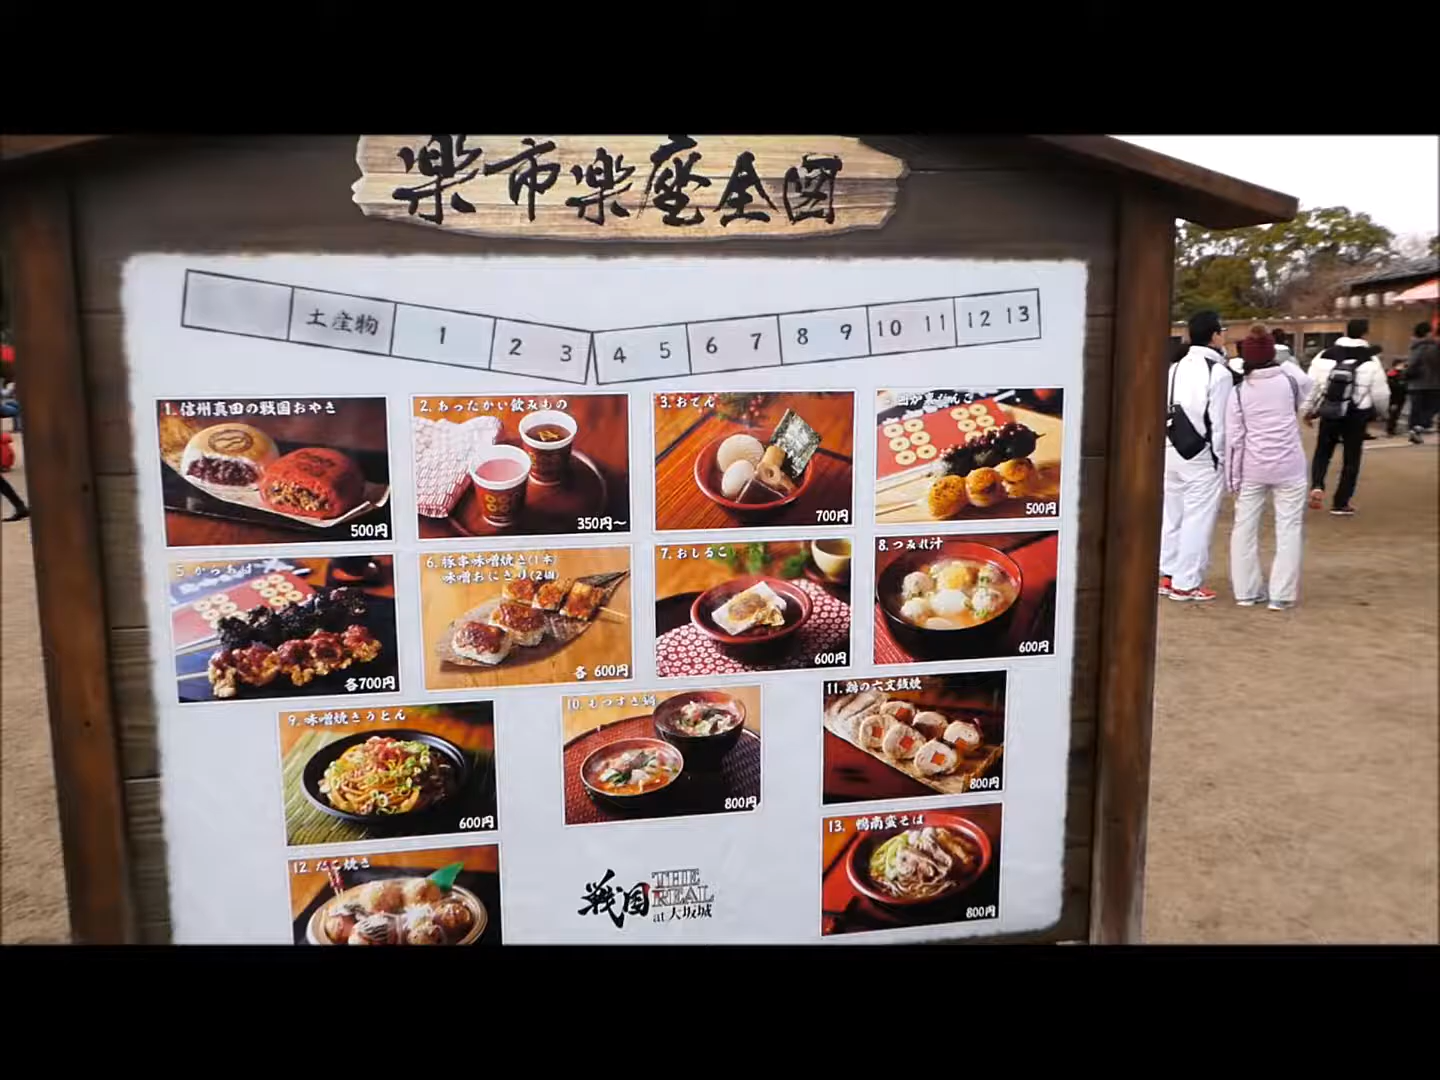 楽市楽座全図
土産物 1 2 3 4 5 6 7 8 9 10 11 12 13
1.信州真田の戦国おやき
500円
2.あったかい飲みもの
350円〜
3.おでん
700円
500円
5.からあげ
各700円
6.豚串味噌焼き(1本)
味噌おにぎり(2個)
各 600円
7.おしるこ
600円
8.つみれ汁
600円
9.味噌焼きうどん
600円
10.もつすき鍋
800円
11.鶏の六文銭焼
800円
12.たこ焼き
13. 鴨南蛮そば
800円
戦国 THE REAL
at 大坂城